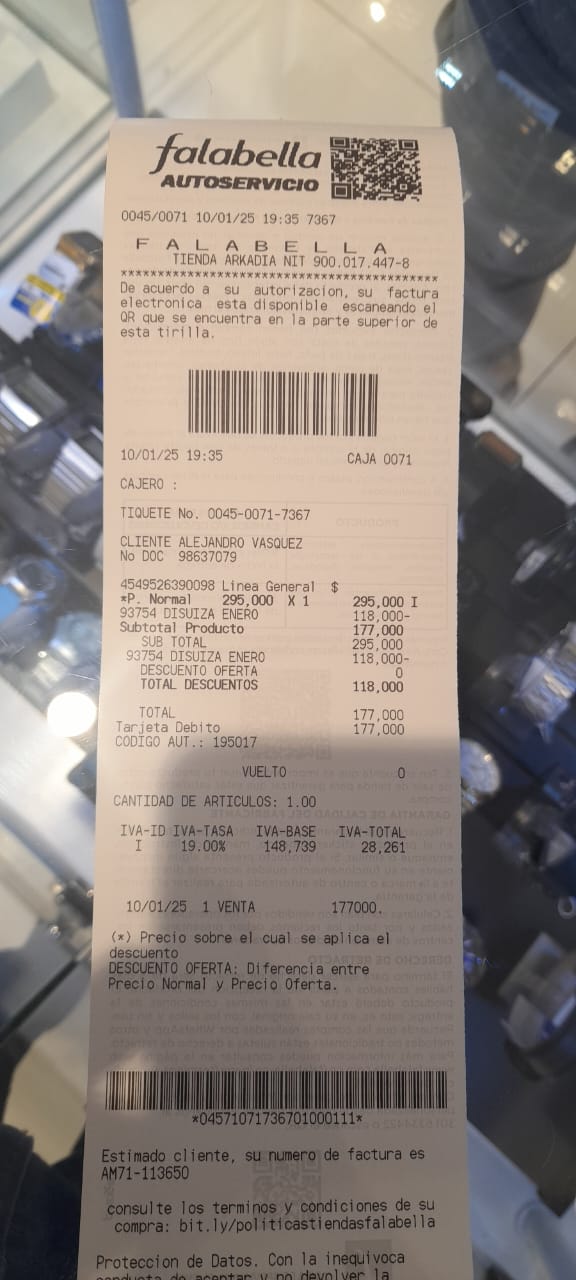 falabella
AUTOSERVICIO
0045/0071 10/01/25 19:35 7367
F A L A B E L L A
TIENDA ARKADIA NIT 900.017.447-8
******************************************
De acuerdo a su autorizacion, su factura
electronica esta disponible escaneando el
QR que se encuentra en la parte superior de
esta tirilla.
10/01/25 19:35 CAJA 0071
CAJERO :
TIQUETE No. 0045-0071-7367
CLIENTE ALEJANDRO VASQUEZ
No DOC 98637079
4549526390098 Linea General $
*P. Normal 295,000 X 1 295,000 I
93754 DISUIZA ENERO 118,000-
Subtotal Producto 177,000
SUB TOTAL 295,000
93754 DISUIZA ENERO 118,000-
DESCUENTO OFERTA 0
TOTAL DESCUENTOS 118,000
TOTAL 177,000
Tarjeta Debito 177,000
CODIGO AUT.: 195017
VUELTO 0
CANTIDAD DE ARTICULOS: 1.00
IVA-ID IVA-TASA IVA-BASE IVA-TOTAL
I 19.00% 148,739 28,261
10/01/25 1 VENTA 177000.
(*) Precio sobre el cual se aplica el
descuento
DESCUENTO OFERTA: Diferencia entre
Precio Normal y Precio Oferta.
*04571071736701000111*
Estimado cliente, su numero de factura es
AM71-113650
consulte los terminos y condiciones de su
compra: bit.ly/politicastiendasfalabella
Proteccion de Datos. Con la inequivoca
conducta de aceptar y no devolver la